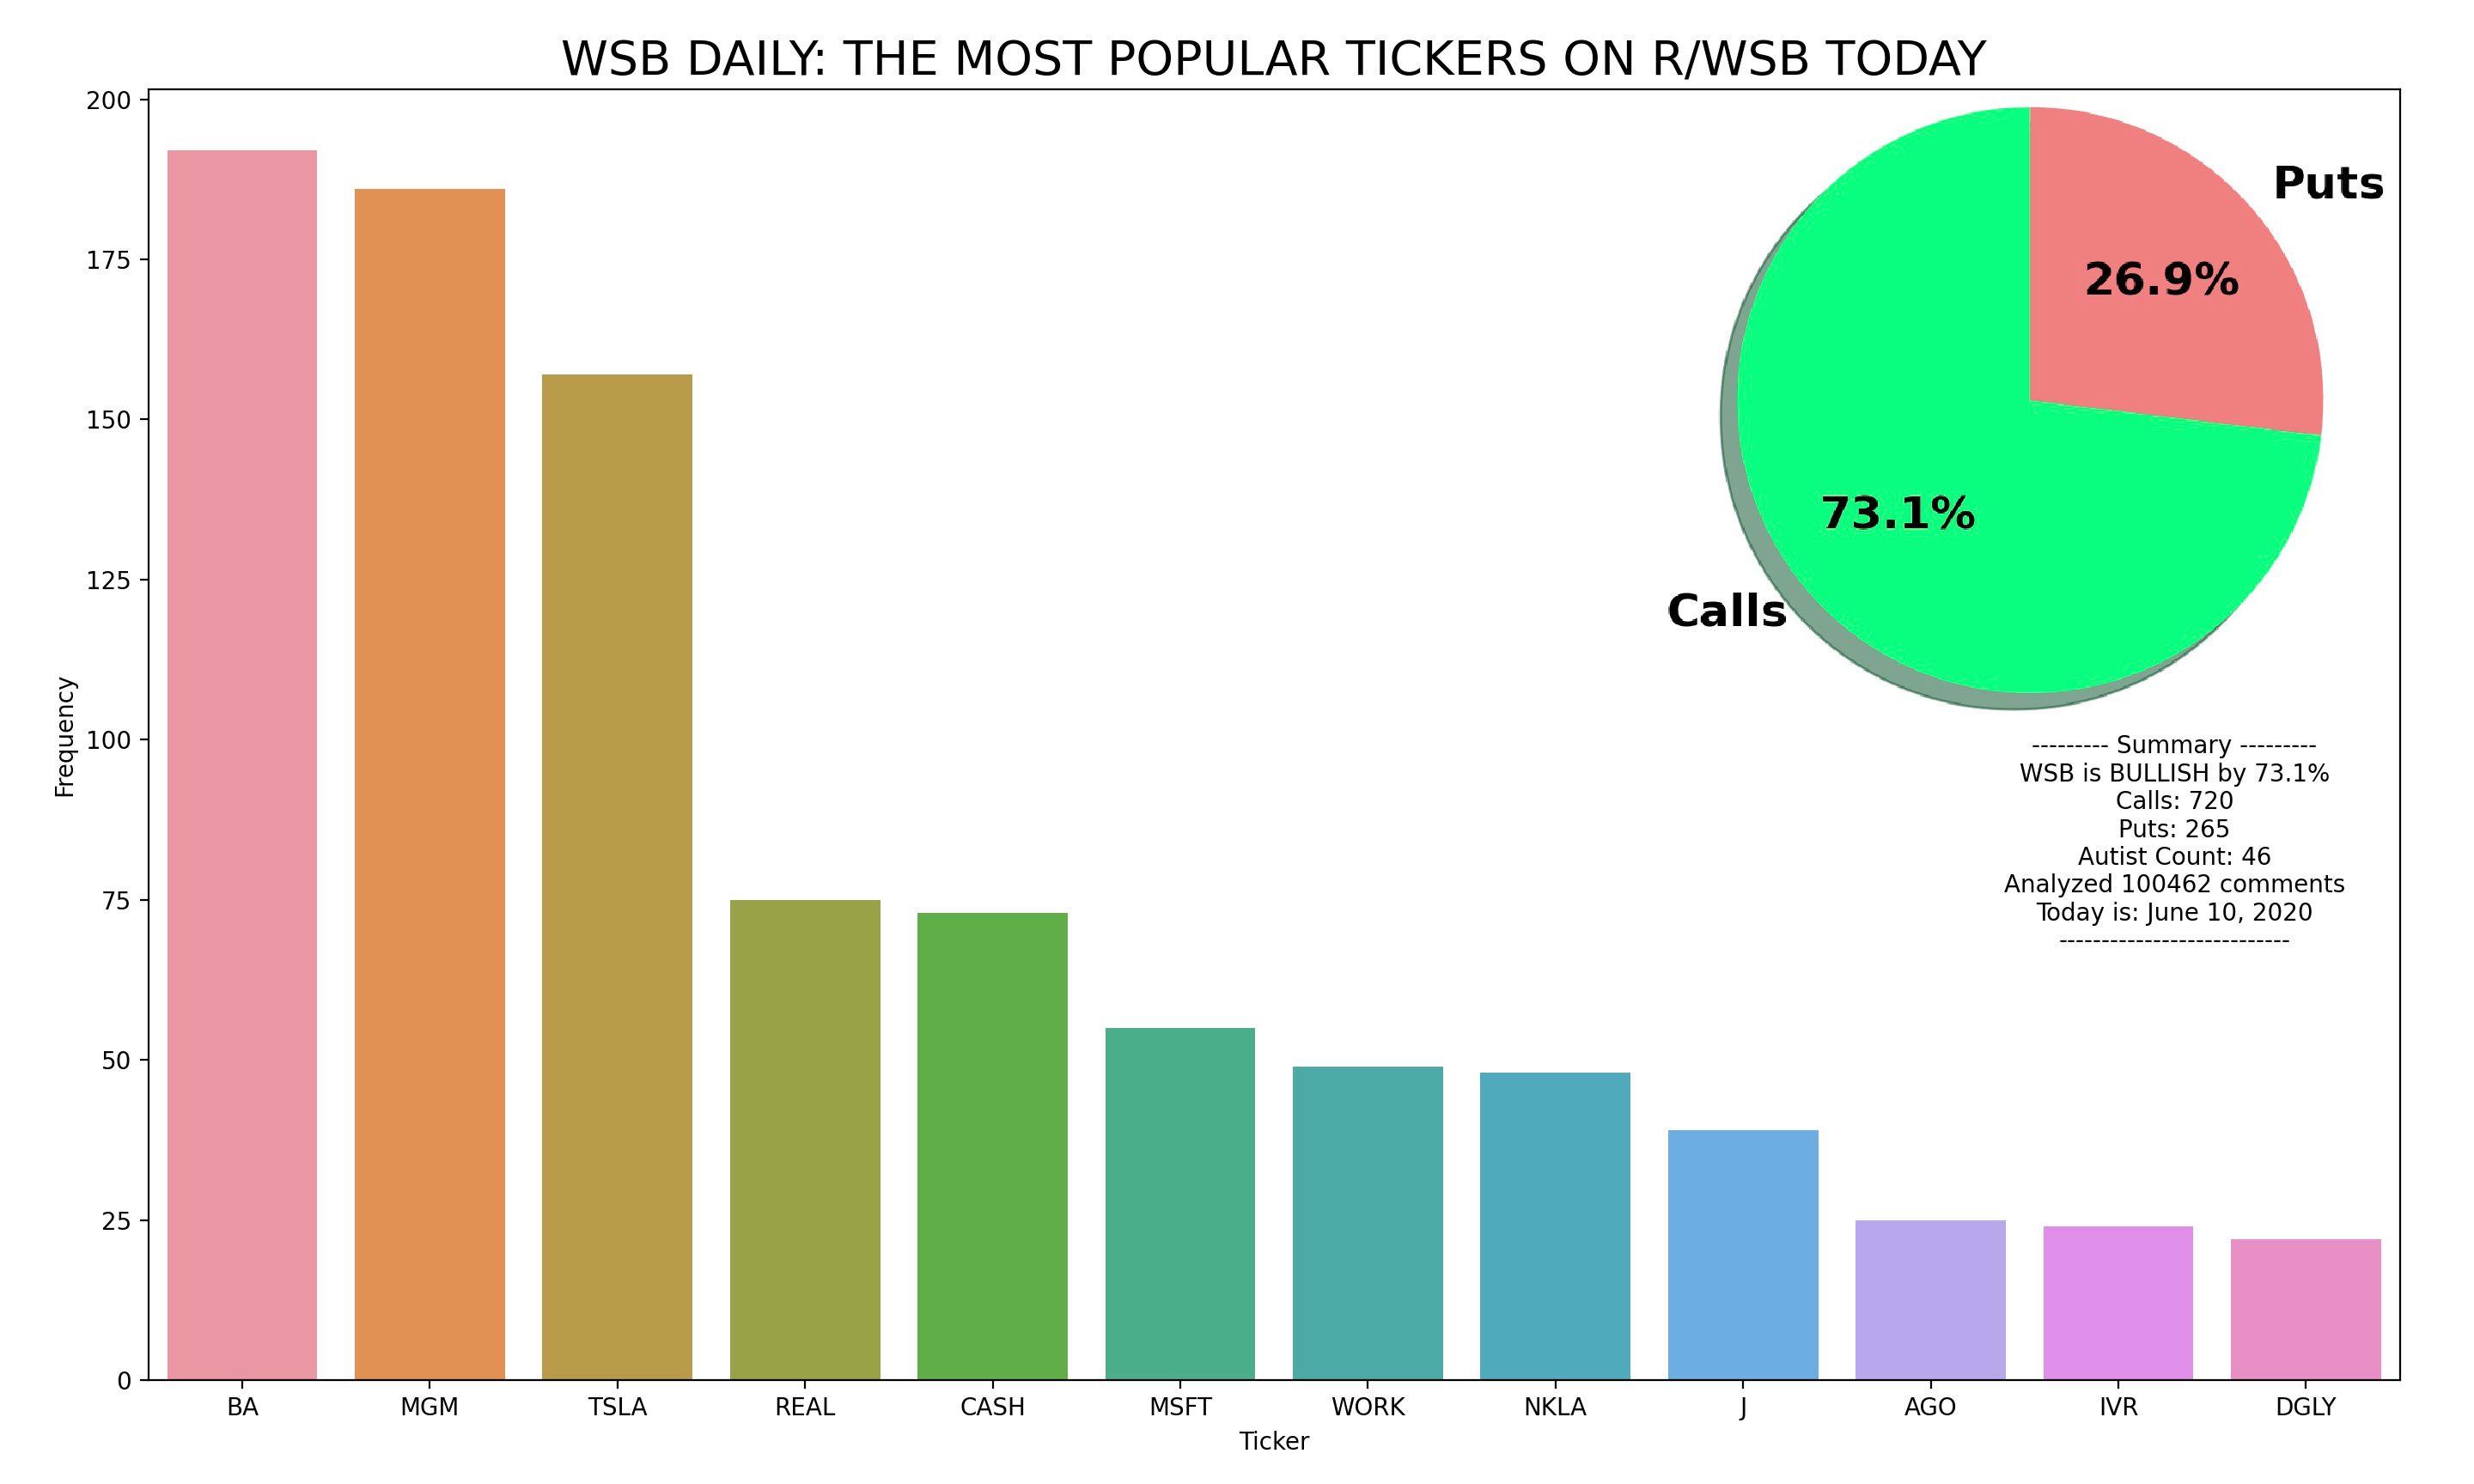 WSB DAILY: THE MOST POPULAR TICKERS ON R/WSB TODAY
200
175
150
125
100
75
50
25
0
Frequency
Puts
26.9%
73.1%
Calls
--------- Summary ---------
WSB is BULLISH by 73.1%
Calls: 720
Puts: 265
Autist Count: 46
Analyzed 100462 comments
Today is: June 10, 2020
---------------------------
BA MGM TSLA REAL CASH MSFT WORK NKLA J AGO IVR DGLY
Ticker